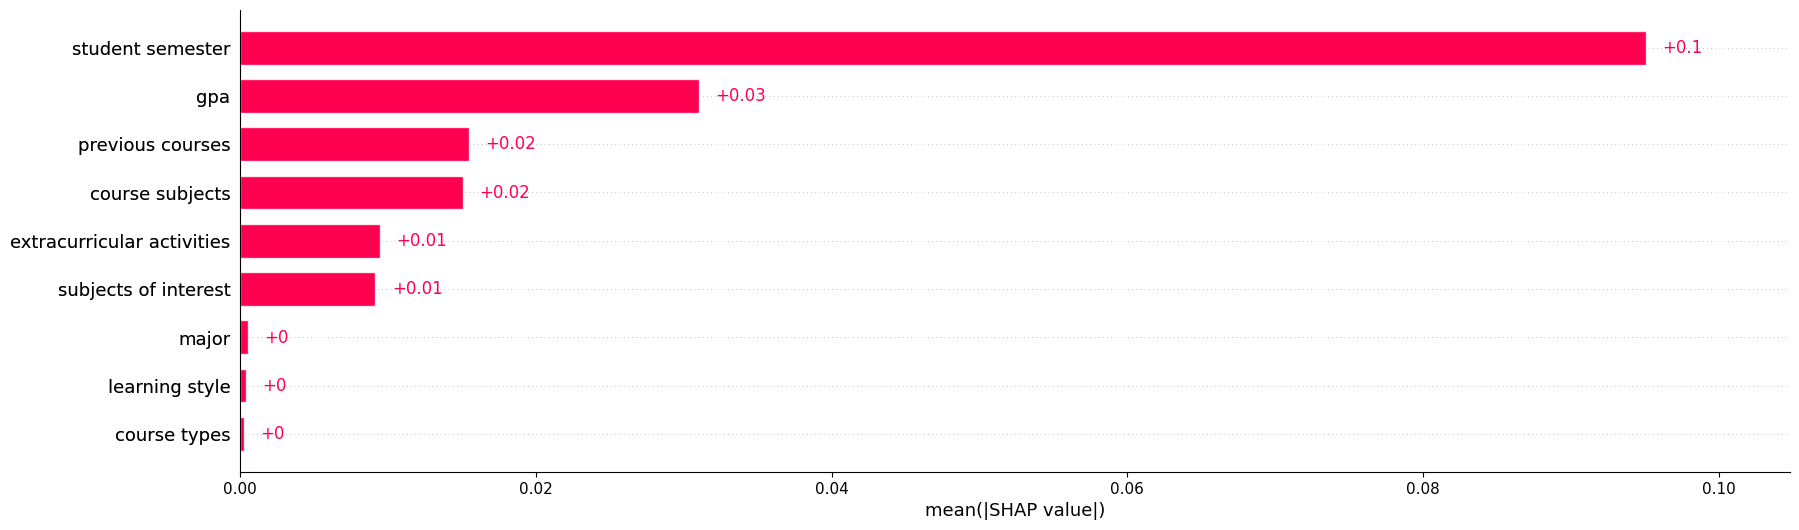 student semester +0.1
gpa +0.03
previous courses +0.02
course subjects +0.02
extracurricular activities +0.01
subjects of interest +0.01
major +0
learning style +0
course types +0
0.00 0.02 0.04 0.06 0.08 0.10
mean(|SHAP value|)